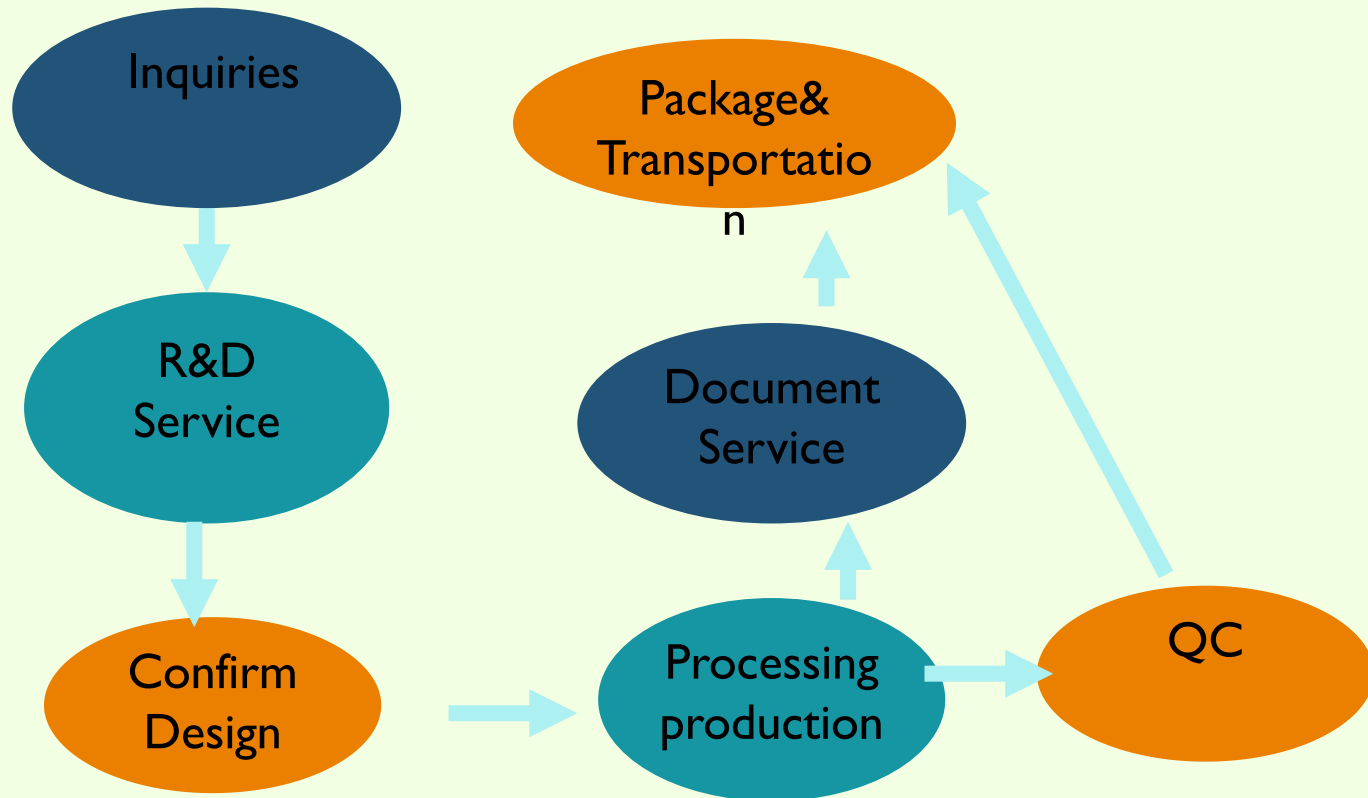 Inquiries
R&D
Service
Confirm
Design
Package&
Transportatio
n
Document
Service
Processing
production
QC